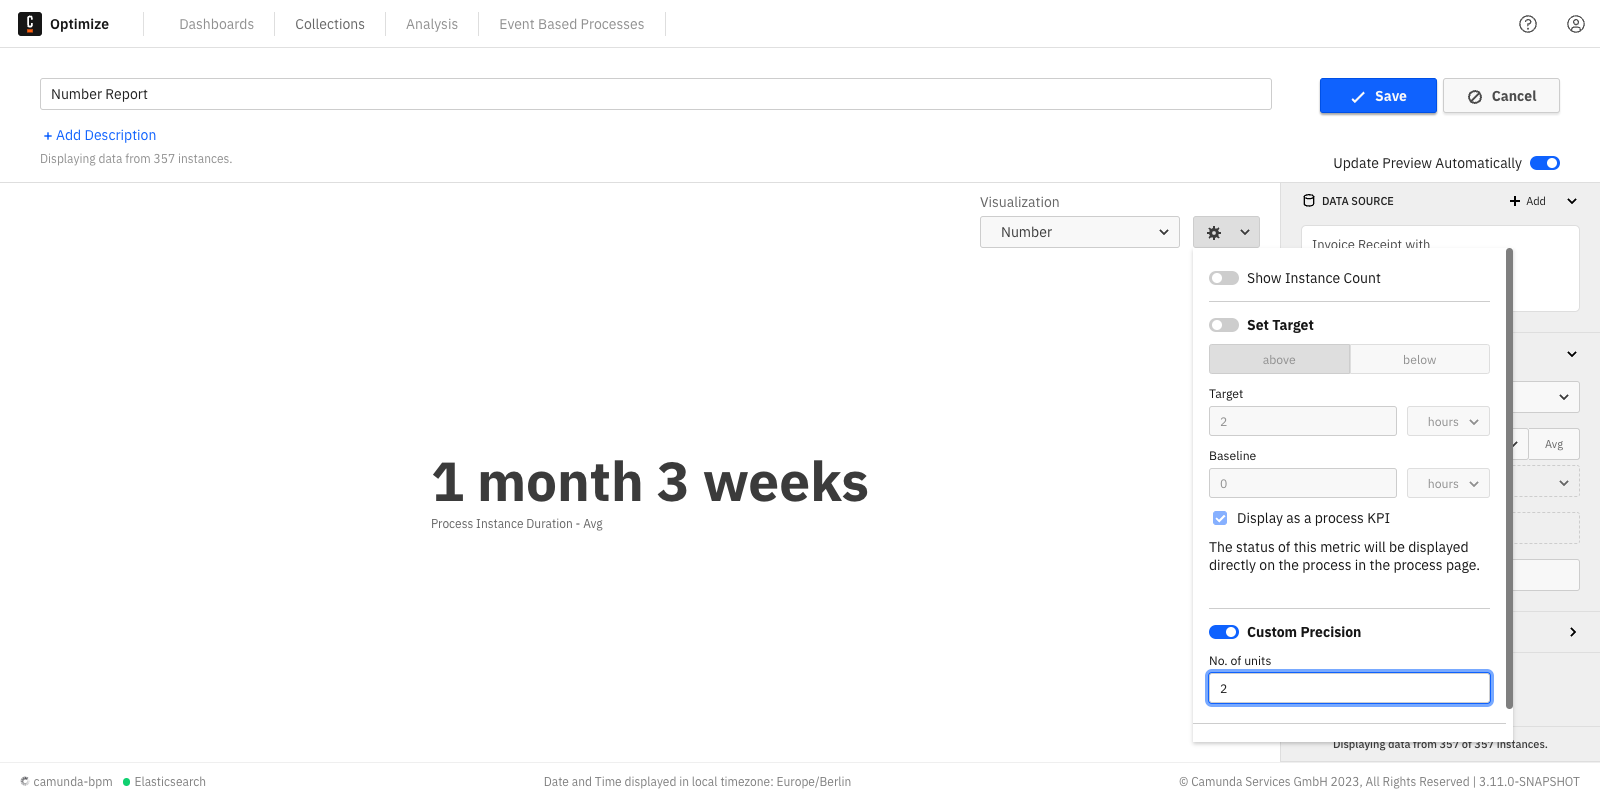 Optimize
Dashboards
Collections
Analysis
Event Based Processes
Number Report
Save
Cancel
+ Add Description
Displaying data from 357 instances.
Update Preview Automatically
Visualization
Number
DATA SOURCE
Add
Invoice Receipt with
Show Instance Count
Set Target
above
below
Target
2
hours
Avg
Baseline
0
hours
Display as a process KPI
The status of this metric will be displayed
directly on the process in the process page.
1 month 3 weeks
Process Instance Duration - Avg
Custom Precision
No. of units
2
Displaying data from 357 of 357 instances.
camunda-bpm
Elasticsearch
Date and Time displayed in local timezone: Europe/Berlin
© Camunda Services GmbH 2023, All Rights Reserved | 3.11.0-SNAPSHOT